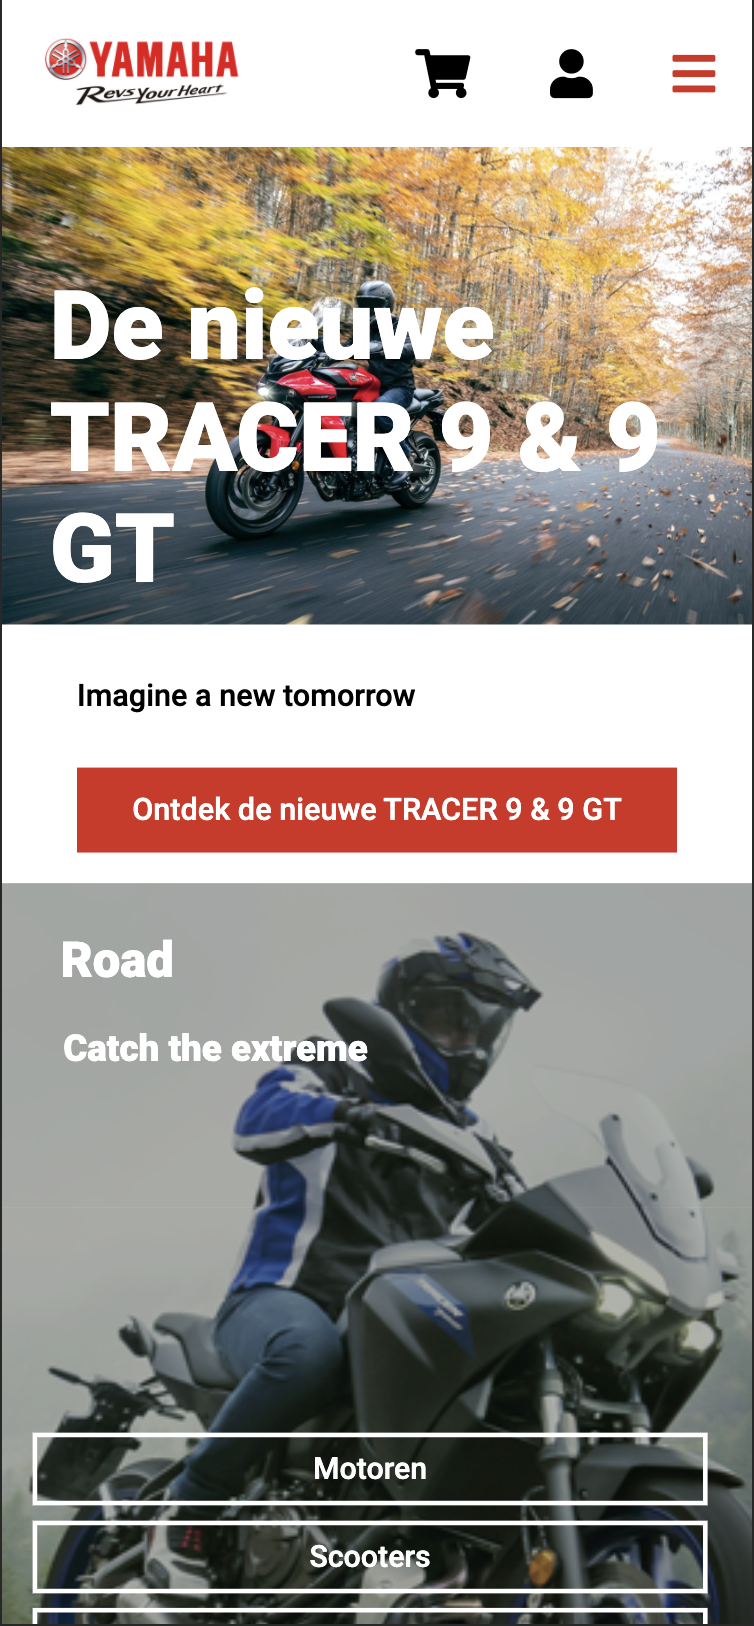 YAMAHA
Revs Your Heart
De nieuwe
TRACER 9 & 9
GT
Imagine a new tomorrow
Ontdek de nieuwe TRACER 9 & 9 GT
Road
Catch the extreme
Motoren
Scooters